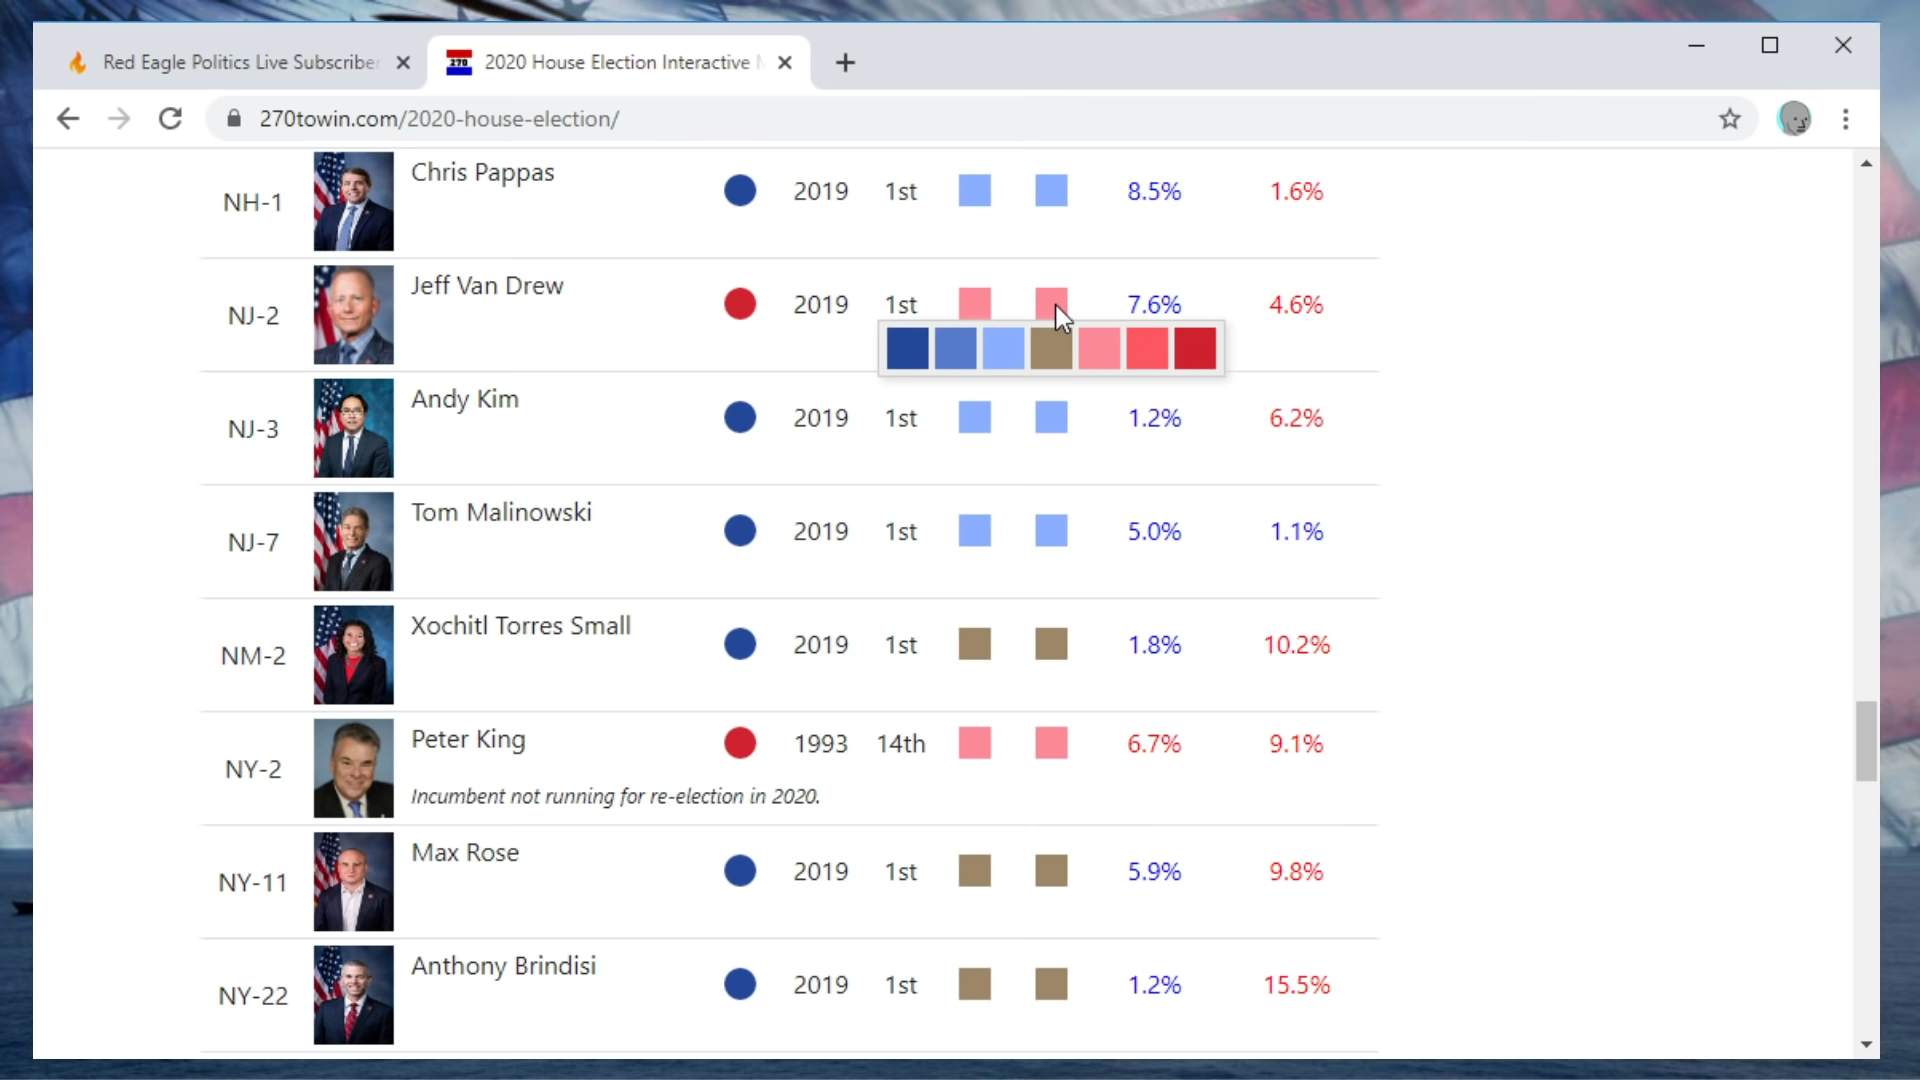 Red Eagle Politics Live Subscriber
270
2020 House Election Interactive
270towin.com/2020-house-election/
NH-1 Chris Pappas 2019 1st 8.5% 1.6%
NJ-2 Jeff Van Drew 2019 1st 7.6% 4.6%
NJ-3 Andy Kim 2019 1st 1.2% 6.2%
NJ-7 Tom Malinowski 2019 1st 5.0% 1.1%
NM-2 Xochitl Torres Small 2019 1st 1.8% 10.2%
NY-2 Peter King 1993 14th 6.7% 9.1%
Incumbent not running for re-election in 2020.
NY-11 Max Rose 2019 1st 5.9% 9.8%
NY-22 Anthony Brindisi 2019 1st 1.2% 15.5%